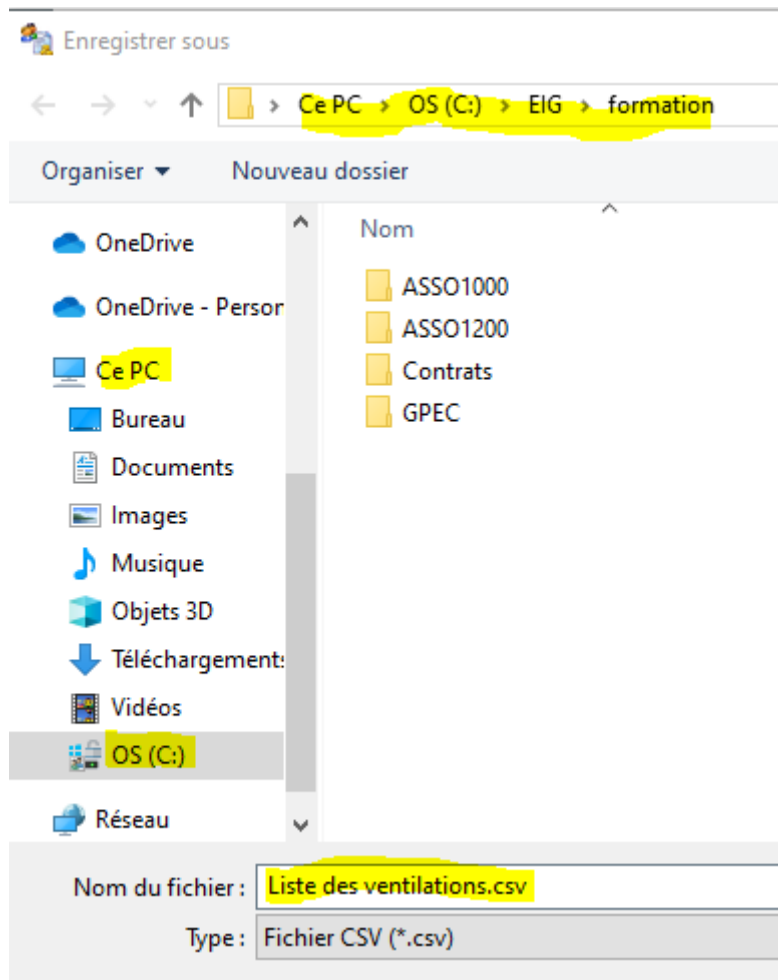 Enregistrer sous
Ce PC > OS (C:) > EIG > formation
Organiser Nouveau dossier
OneDrive
OneDrive - Person
Ce PC
Bureau
Documents
Images
Musique
Objets 3D
Téléchargements
Vidéos
OS (C:)
Réseau
Nom
ASSO1000
ASSO1200
Contrats
GPEC
Nom du fichier : Liste des ventilations.csv
Type : Fichier CSV (*.csv)